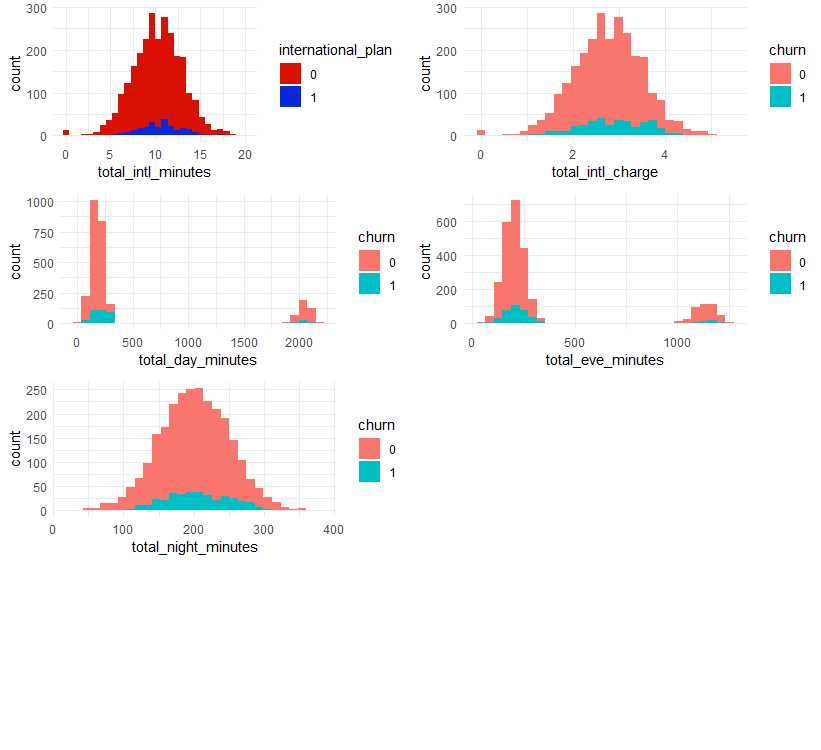 300
200
100
0
count
0 5 10 15 20
total_intl_minutes
international_plan
0
1
300
200
100
0
count
0 2 4
total_intl_charge
churn
0
1
1000
750
500
250
0
count
0 500 1000 1500 2000
total_day_minutes
churn
0
1
600
400
200
0
count
0 500 1000
total_eve_minutes
churn
0
1
250
200
150
100
50
0
count
0 100 200 300 400
total_night_minutes
churn
0
1